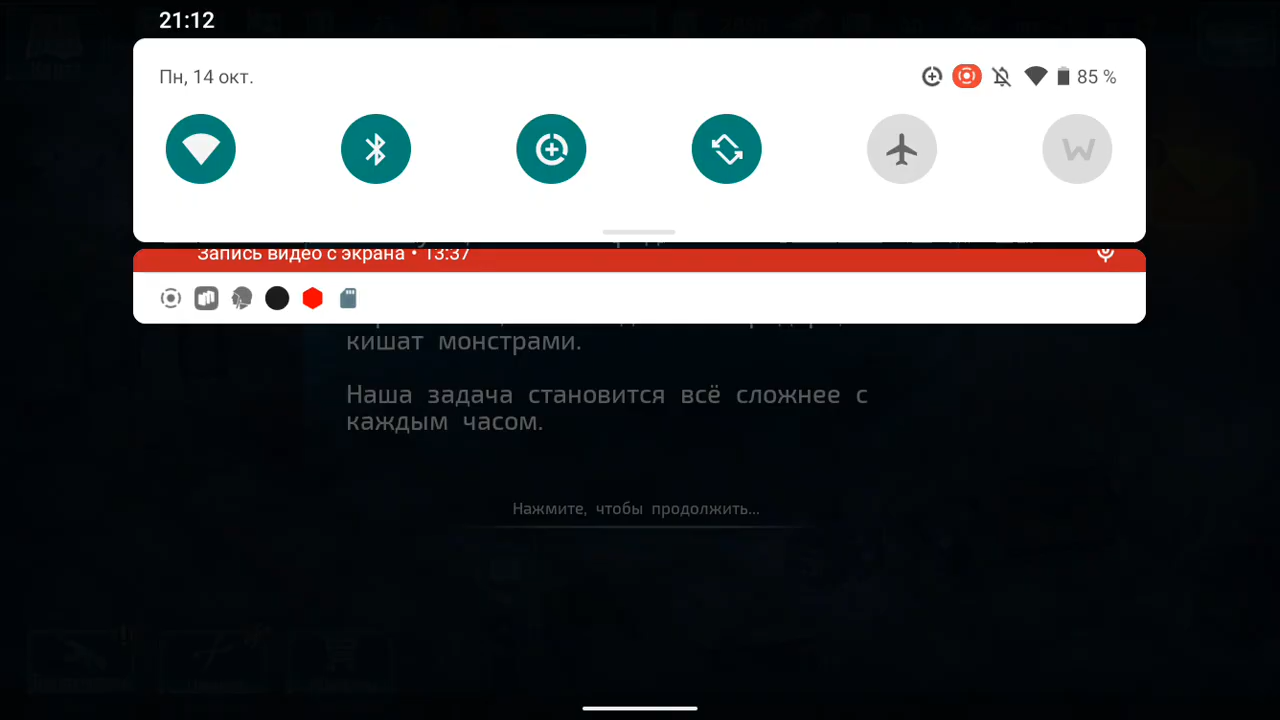 21:12
Пн, 14 окт.
85 %
Запись видео с экрана • 13:37
кишат монстрами.
Наша задача становится всё сложнее с
каждым часом.
Нажмите, чтобы продолжить...